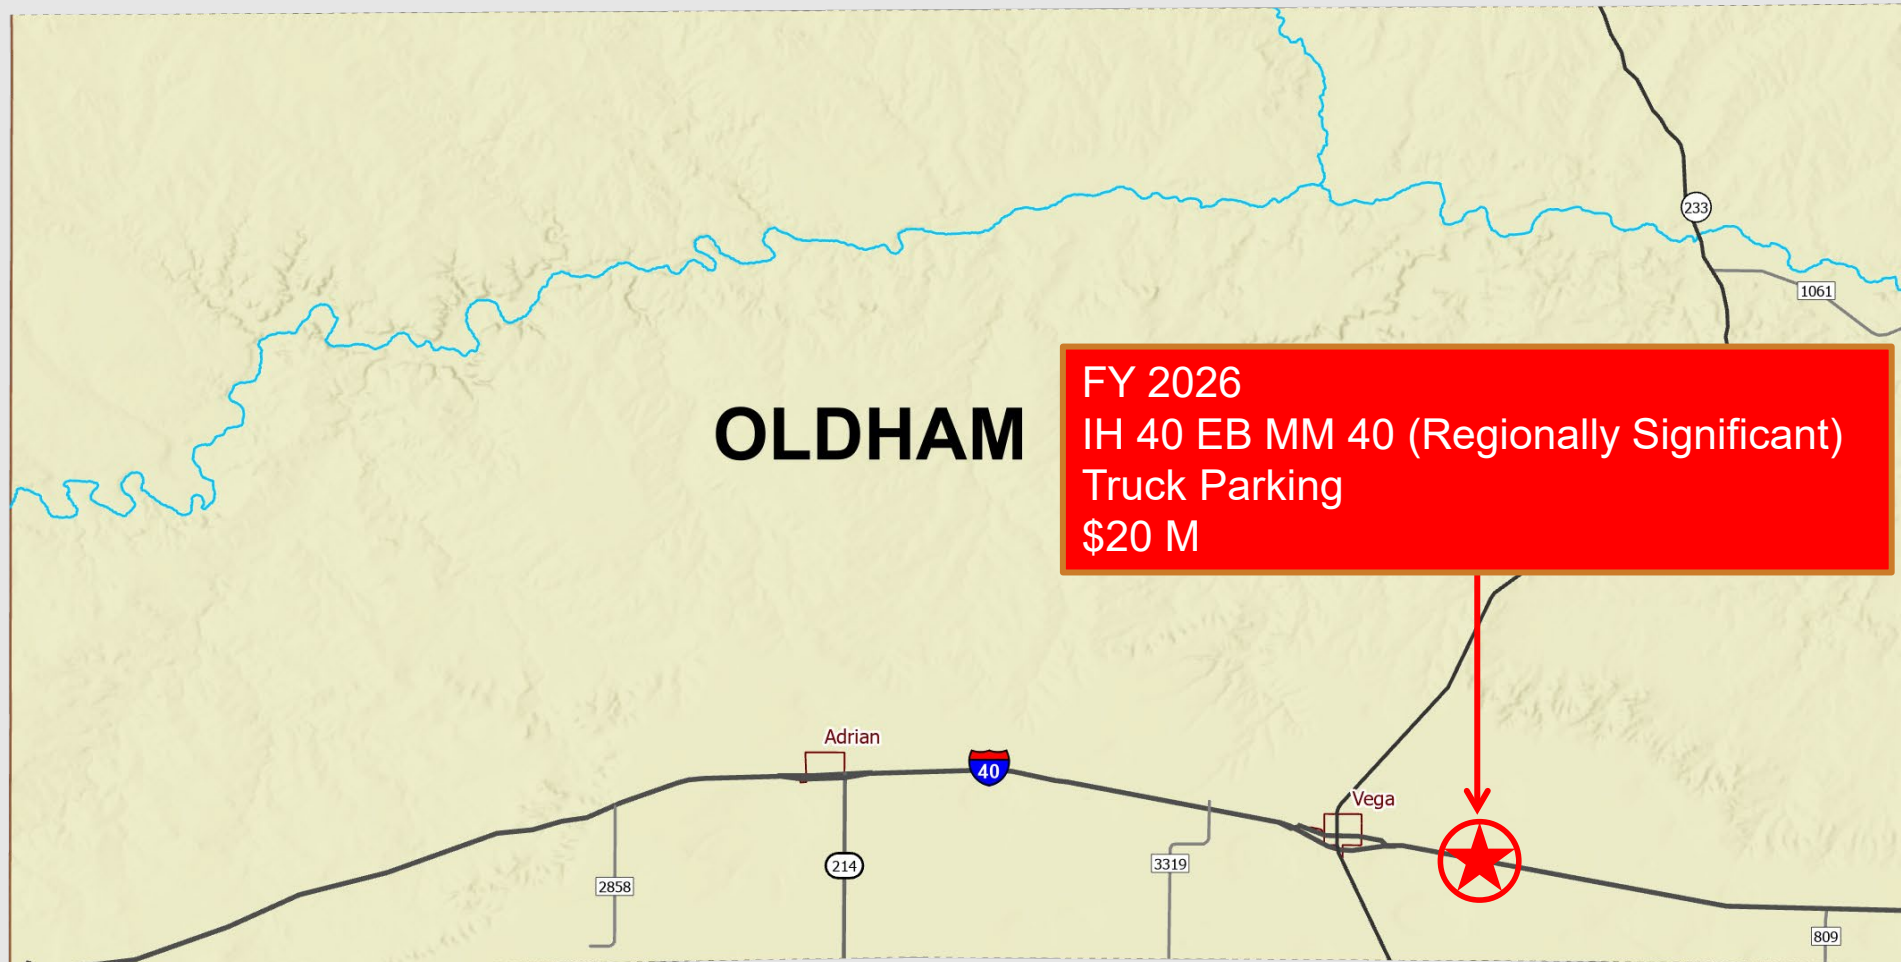 233
1061
FY 2026
IH 40 EB MM 40 (Regionally Significant)
Truck Parking
$20 M
OLDHAM
Adrian
40
Vega
214
3319
2858
809